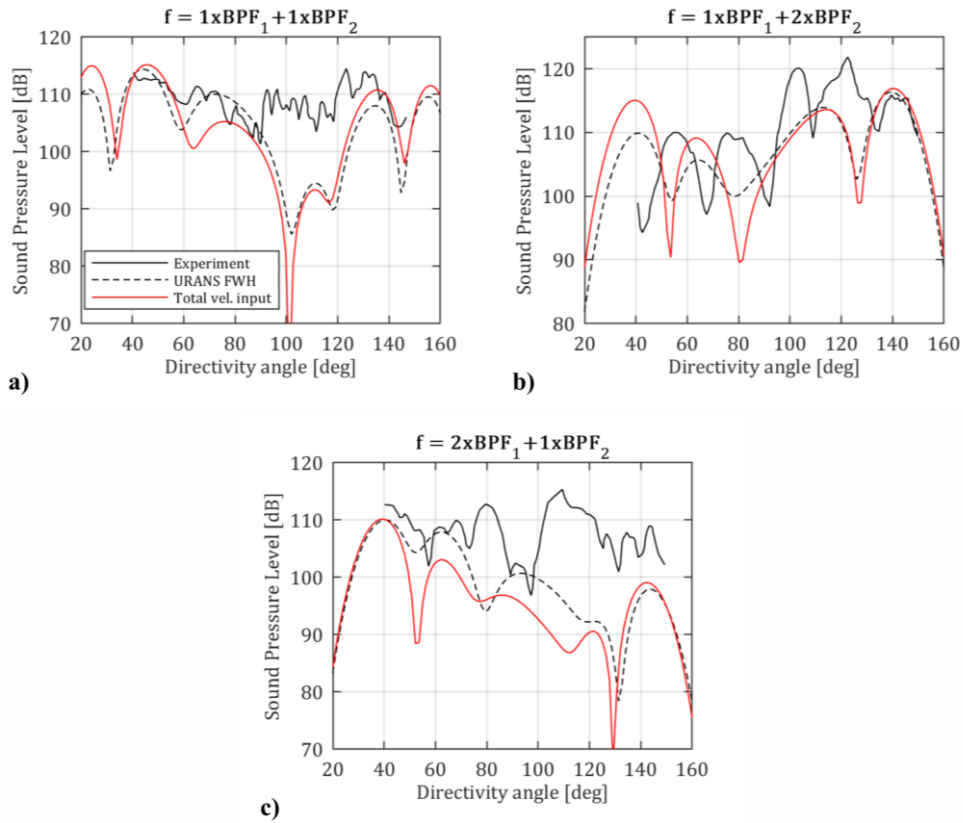 f = 1xBPF1+1xBPF2
120
110
100
90
80
70
Sound Pressure Level [dB]
Experiment
URANS FWH
Total vel. input
20 40 60 80 100 120 140 160
Directivity angle [deg]
a)
f = 1xBPF1+2xBPF2
120
110
100
90
80
Sound Pressure Level [dB]
20 40 60 80 100 120 140 160
Directivity angle [deg]
b)
f = 2xBPF1+1xBPF2
120
110
100
90
80
70
Sound Pressure Level [dB]
20 40 60 80 100 120 140 160
Directivity angle [deg]
c)